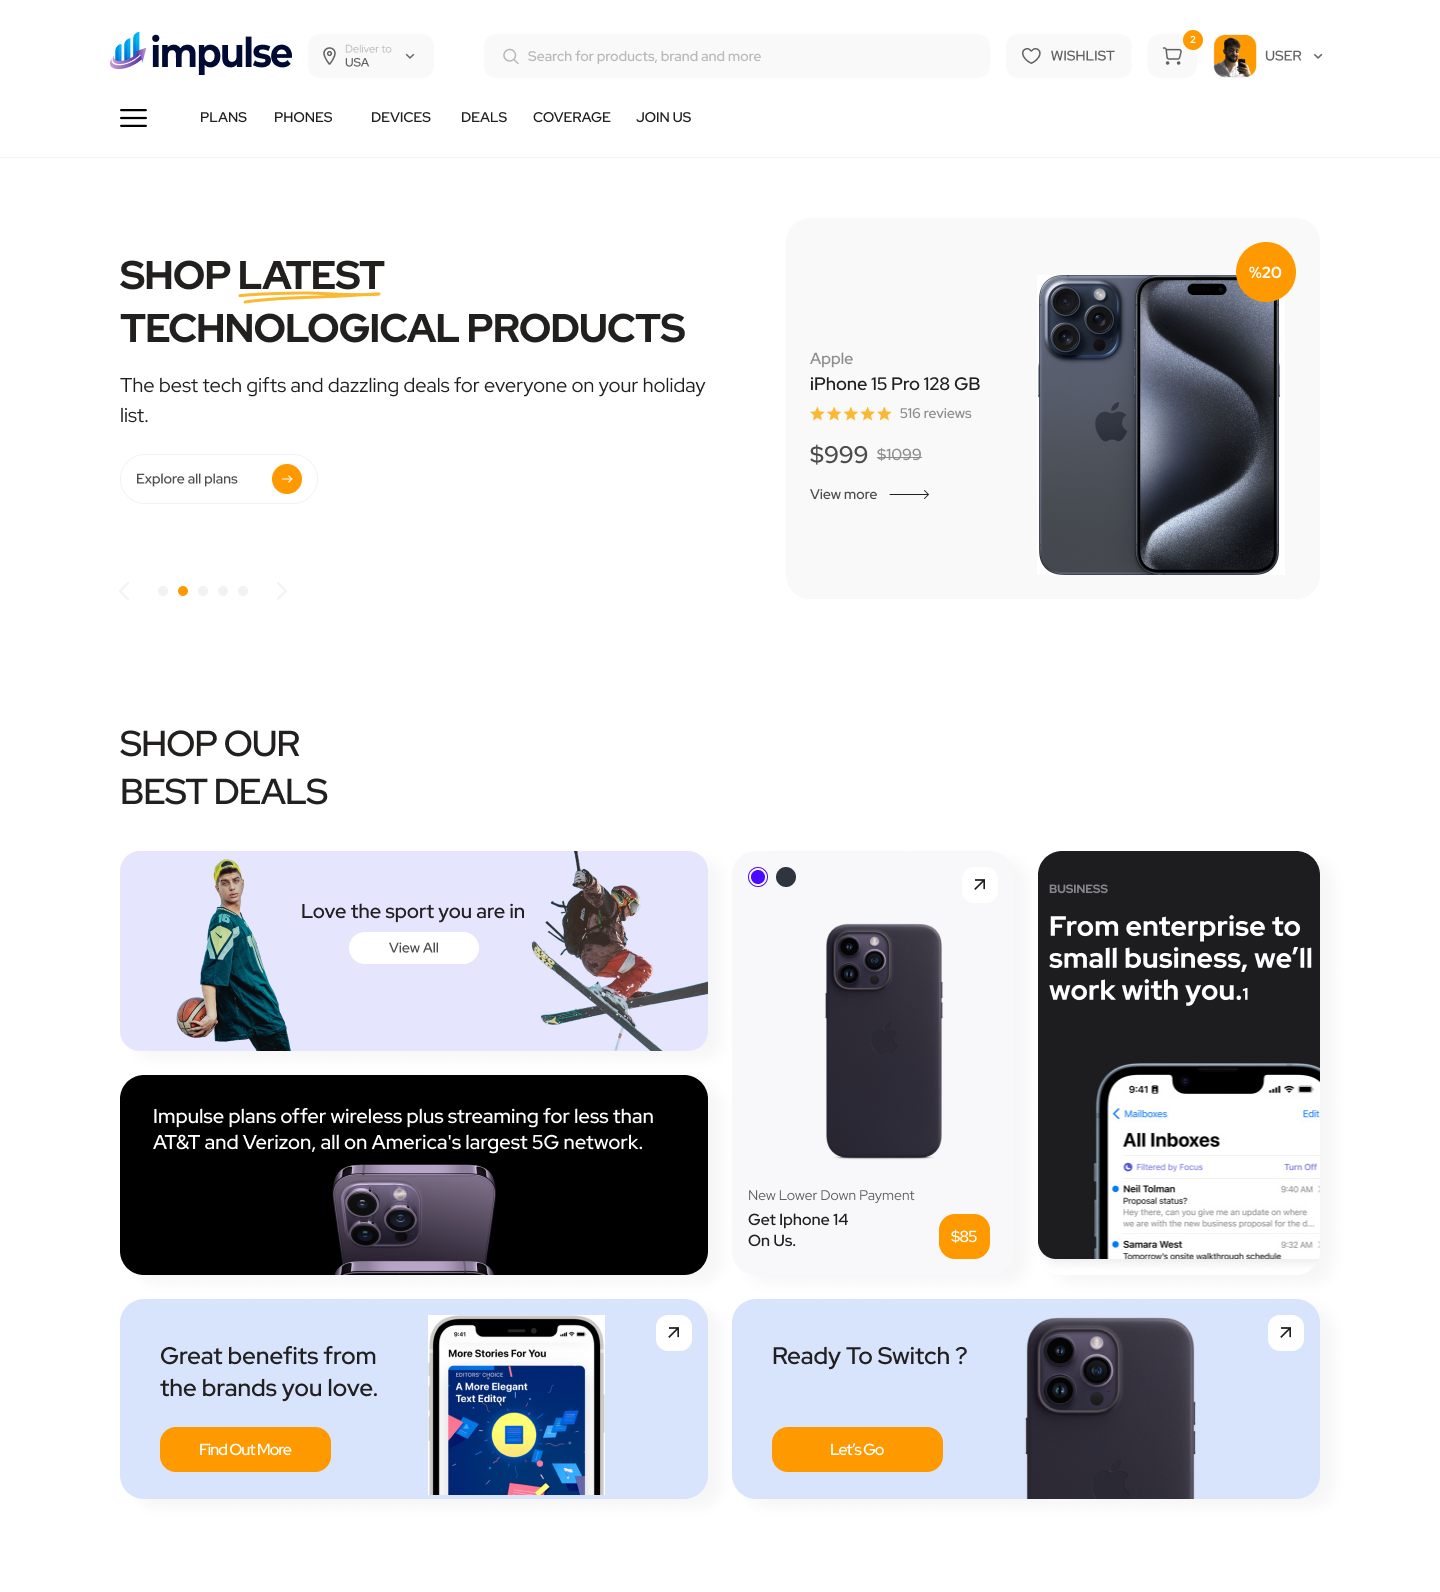 impulse
Deliver to
USA
Search for products, brand and more
WISHLIST
2
USER
PLANS PHONES DEVICES DEALS COVERAGE JOIN US
SHOP LATEST
TECHNOLOGICAL PRODUCTS
The best tech gifts and dazzling deals for everyone on your holiday
list.
Explore all plans
%20
Apple
iPhone 15 Pro 128 GB
516 reviews
$999 $1099
View more
SHOP OUR
BEST DEALS
Love the sport you are in
View All
Impulse plans offer wireless plus streaming for less than
AT&T and Verizon, all on America's largest 5G network.
New Lower Down Payment
Get Iphone 14
On Us.
$85
BUSINESS
From enterprise to
small business, we’ll
work with you.1
9:41
Mailboxes Edit
All Inboxes
Filtered by Focus Turn Off
Neil Tolman 9:40 AM
Proposal status?
Hey there, can you give me an update on where
we are with the new business proposal for the d...
Samara West 9:32 AM
Tomorrow's onsite walkthrough schedule
Great benefits from
the brands you love.
Find Out More
9:41
More Stories For You
EDITORS' CHOICE
A More Elegant
Text Editor
Ready To Switch ?
Let’s Go